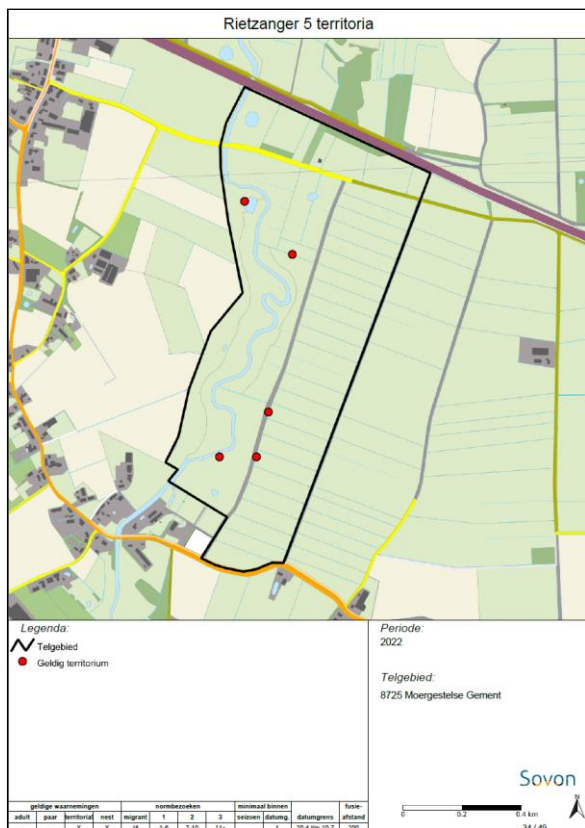 Rietzanger 5 territoria
Legenda:
Telgebied
Geldig territorium
Periode:
2022
Telgebied:
8725 Moergestelse Gement
Sovon
N
0 0.2 0.4 km
geldige waarnemingen normbezoeken minimaal binnen fusie-
adult paar territorial nest migrant 1 2 3 seizoen datumg. datumgrens afstand